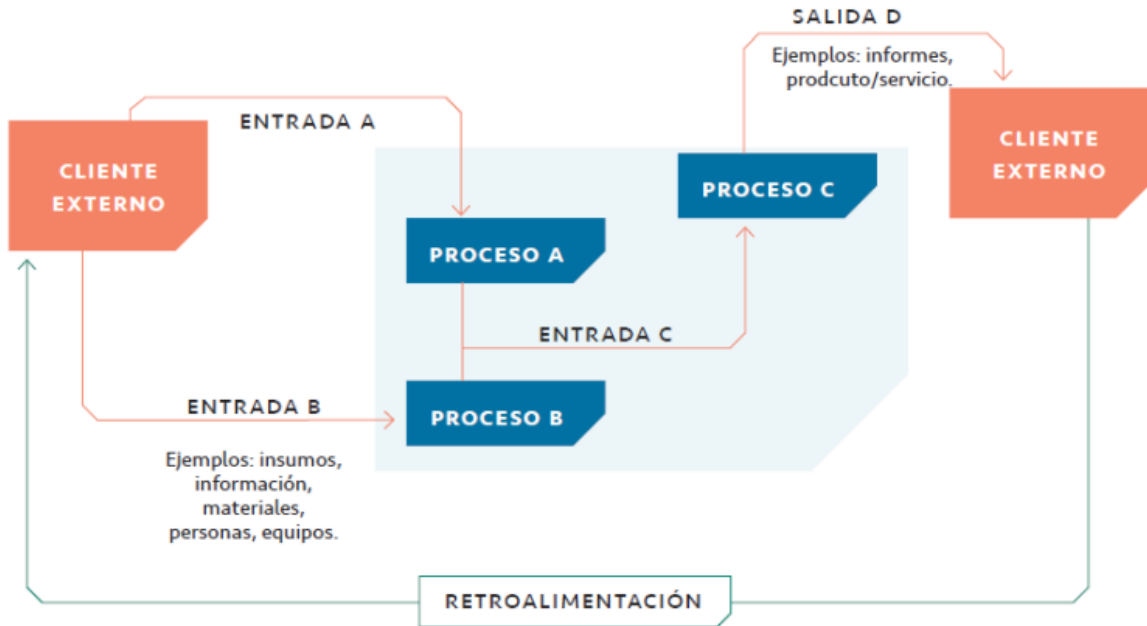 SALIDA D
Ejemplos: informes,
prodcuto/servicio.
ENTRADA A
CLIENTE
EXTERNO
CLIENTE
EXTERNO
PROCESO C
PROCESO A
ENTRADA C
ENTRADA B
PROCESO B
Ejemplos: insumos,
información,
materiales,
personas, equipos.
RETROALIMENTACIÓN